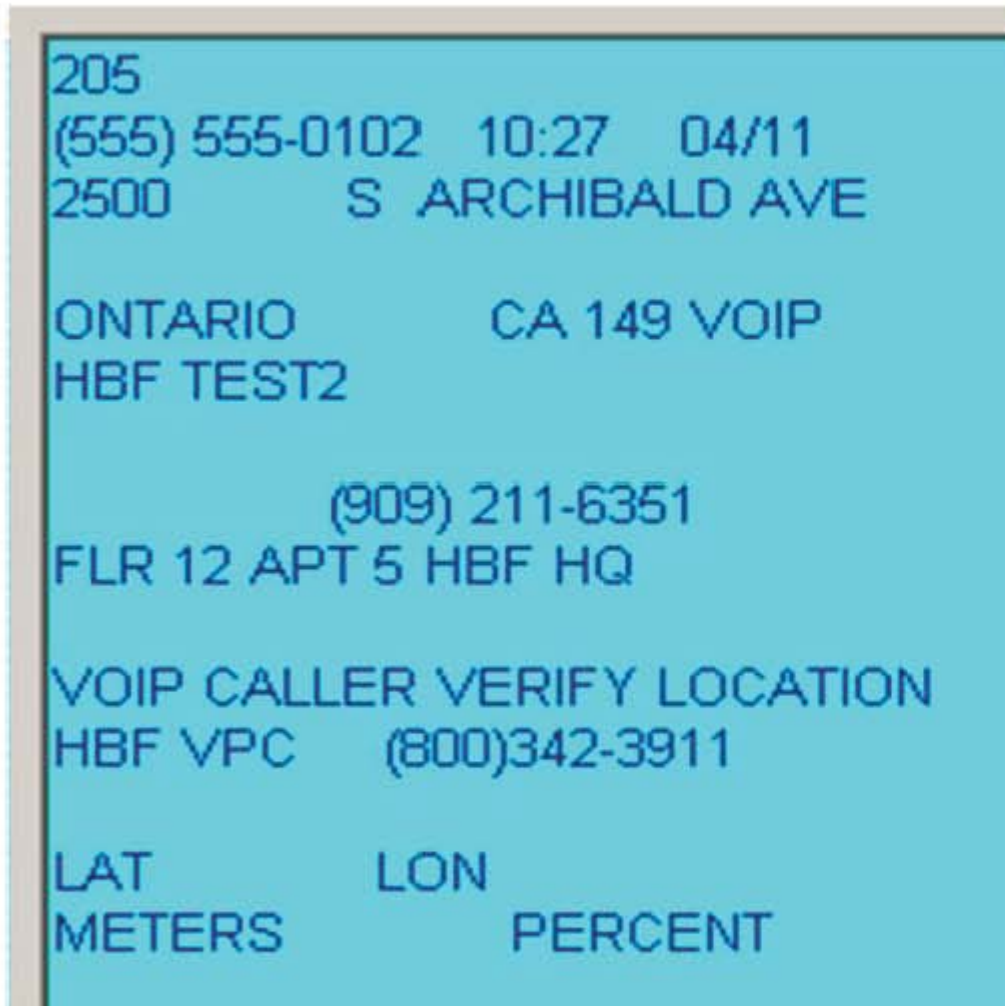 205
(555) 555-0102 10:27 04/11
2500 S ARCHIBALD AVE
ONTARIO CA 149 VOIP
HBF TEST2
(909) 211-6351
FLR 12 APT 5 HBF HQ
VOIP CALLER VERIFY LOCATION
HBF VPC (800)342-3911
LAT LON
METERS PERCENT